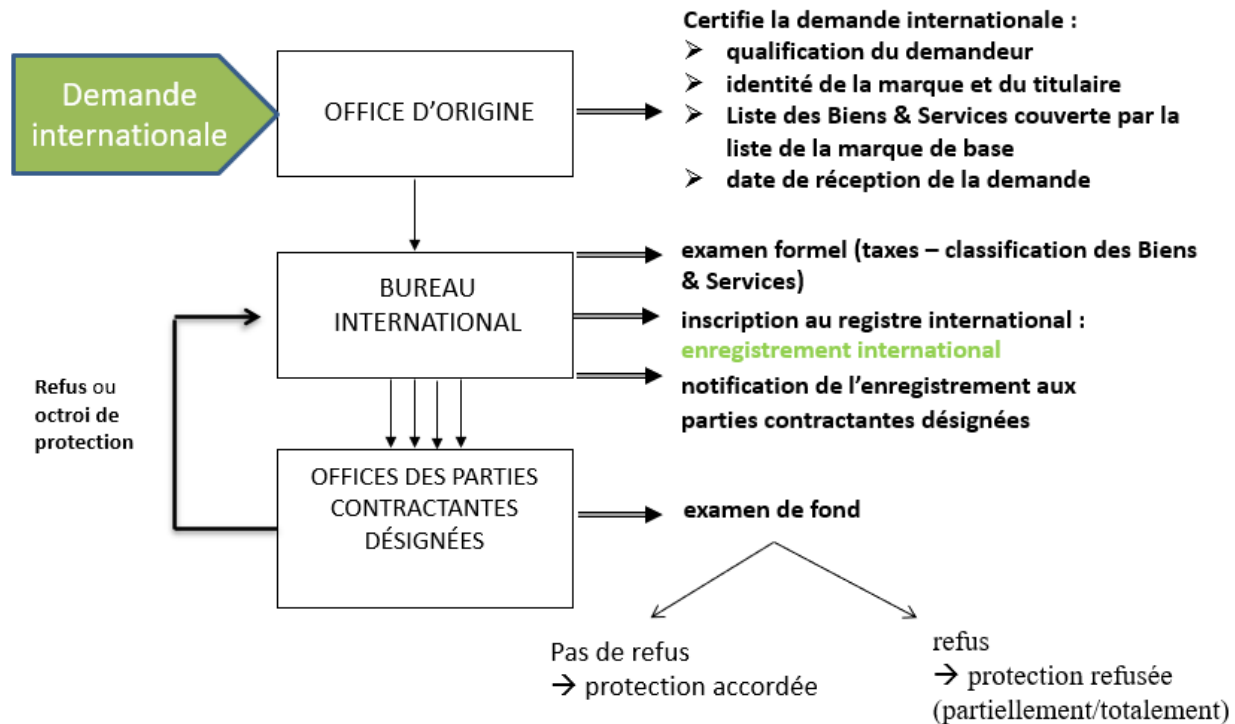 Certifie la demande internationale :
➢ qualification du demandeur
➢ identité de la marque et du titulaire
➢ Liste des Biens & Services couverte par la
liste de la marque de base
➢ date de réception de la demande
Demande
internationale
OFFICE D’ORIGINE
BUREAU
INTERNATIONAL
examen formel (taxes – classification des Biens
& Services)
inscription au registre international :
enregistrement international
notification de l’enregistrement aux
parties contractantes désignées
Refus ou
octroi de
protection
OFFICES DES PARTIES
CONTRACTANTES
DÉSIGNÉES
examen de fond
Pas de refus
→ protection accordée
refus
→ protection refusée
(partiellement/totalement)